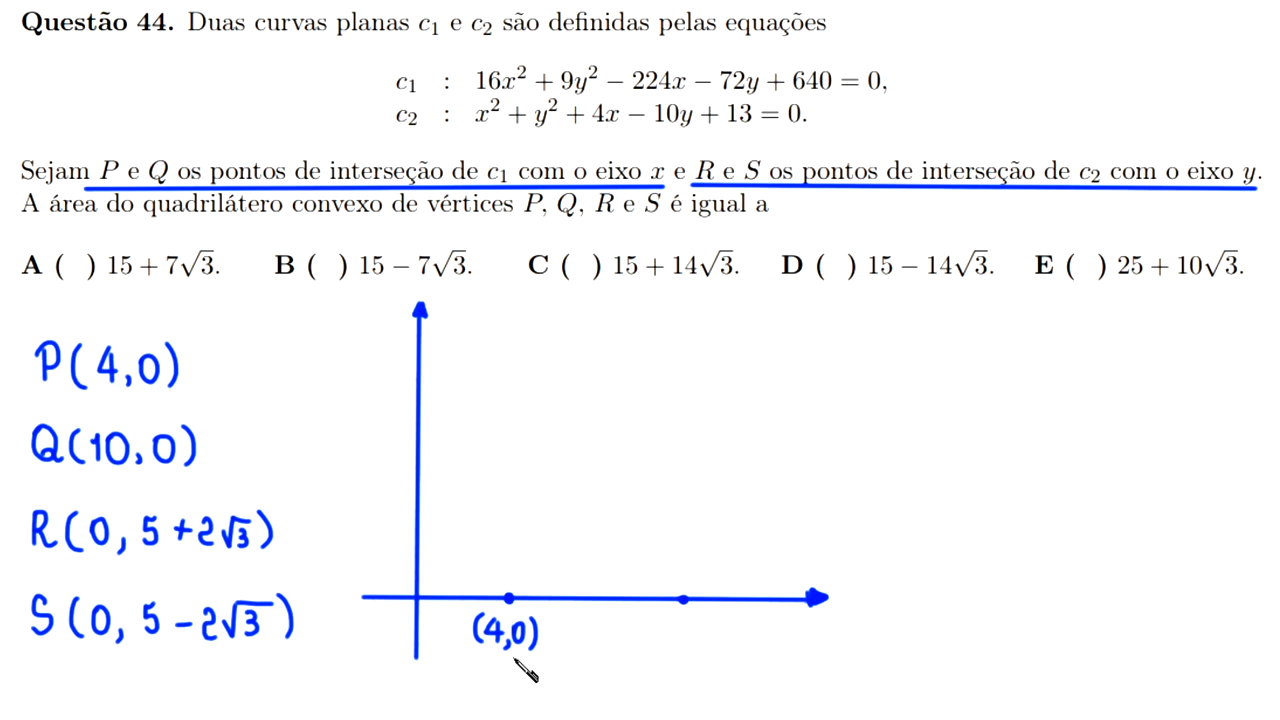 Questão 44. Duas curvas planas c₁ e c₂ são definidas pelas equações
c₁ : 16x² + 9y² − 224x − 72y + 640 = 0,
c₂ : x² + y² + 4x − 10y + 13 = 0.
Sejam P e Q os pontos de interseção de c₁ com o eixo x e R e S os pontos de interseção de c₂ com o eixo y.
A área do quadrilátero convexo de vértices P, Q, R e S é igual a
A ( ) 15 + 7√3. B ( ) 15 − 7√3. C ( ) 15 + 14√3. D ( ) 15 − 14√3. E ( ) 25 + 10√3.
P(4,0)
Q(10,0)
R(0, 5+2√3)
S(0, 5-2√3)
(4,0)